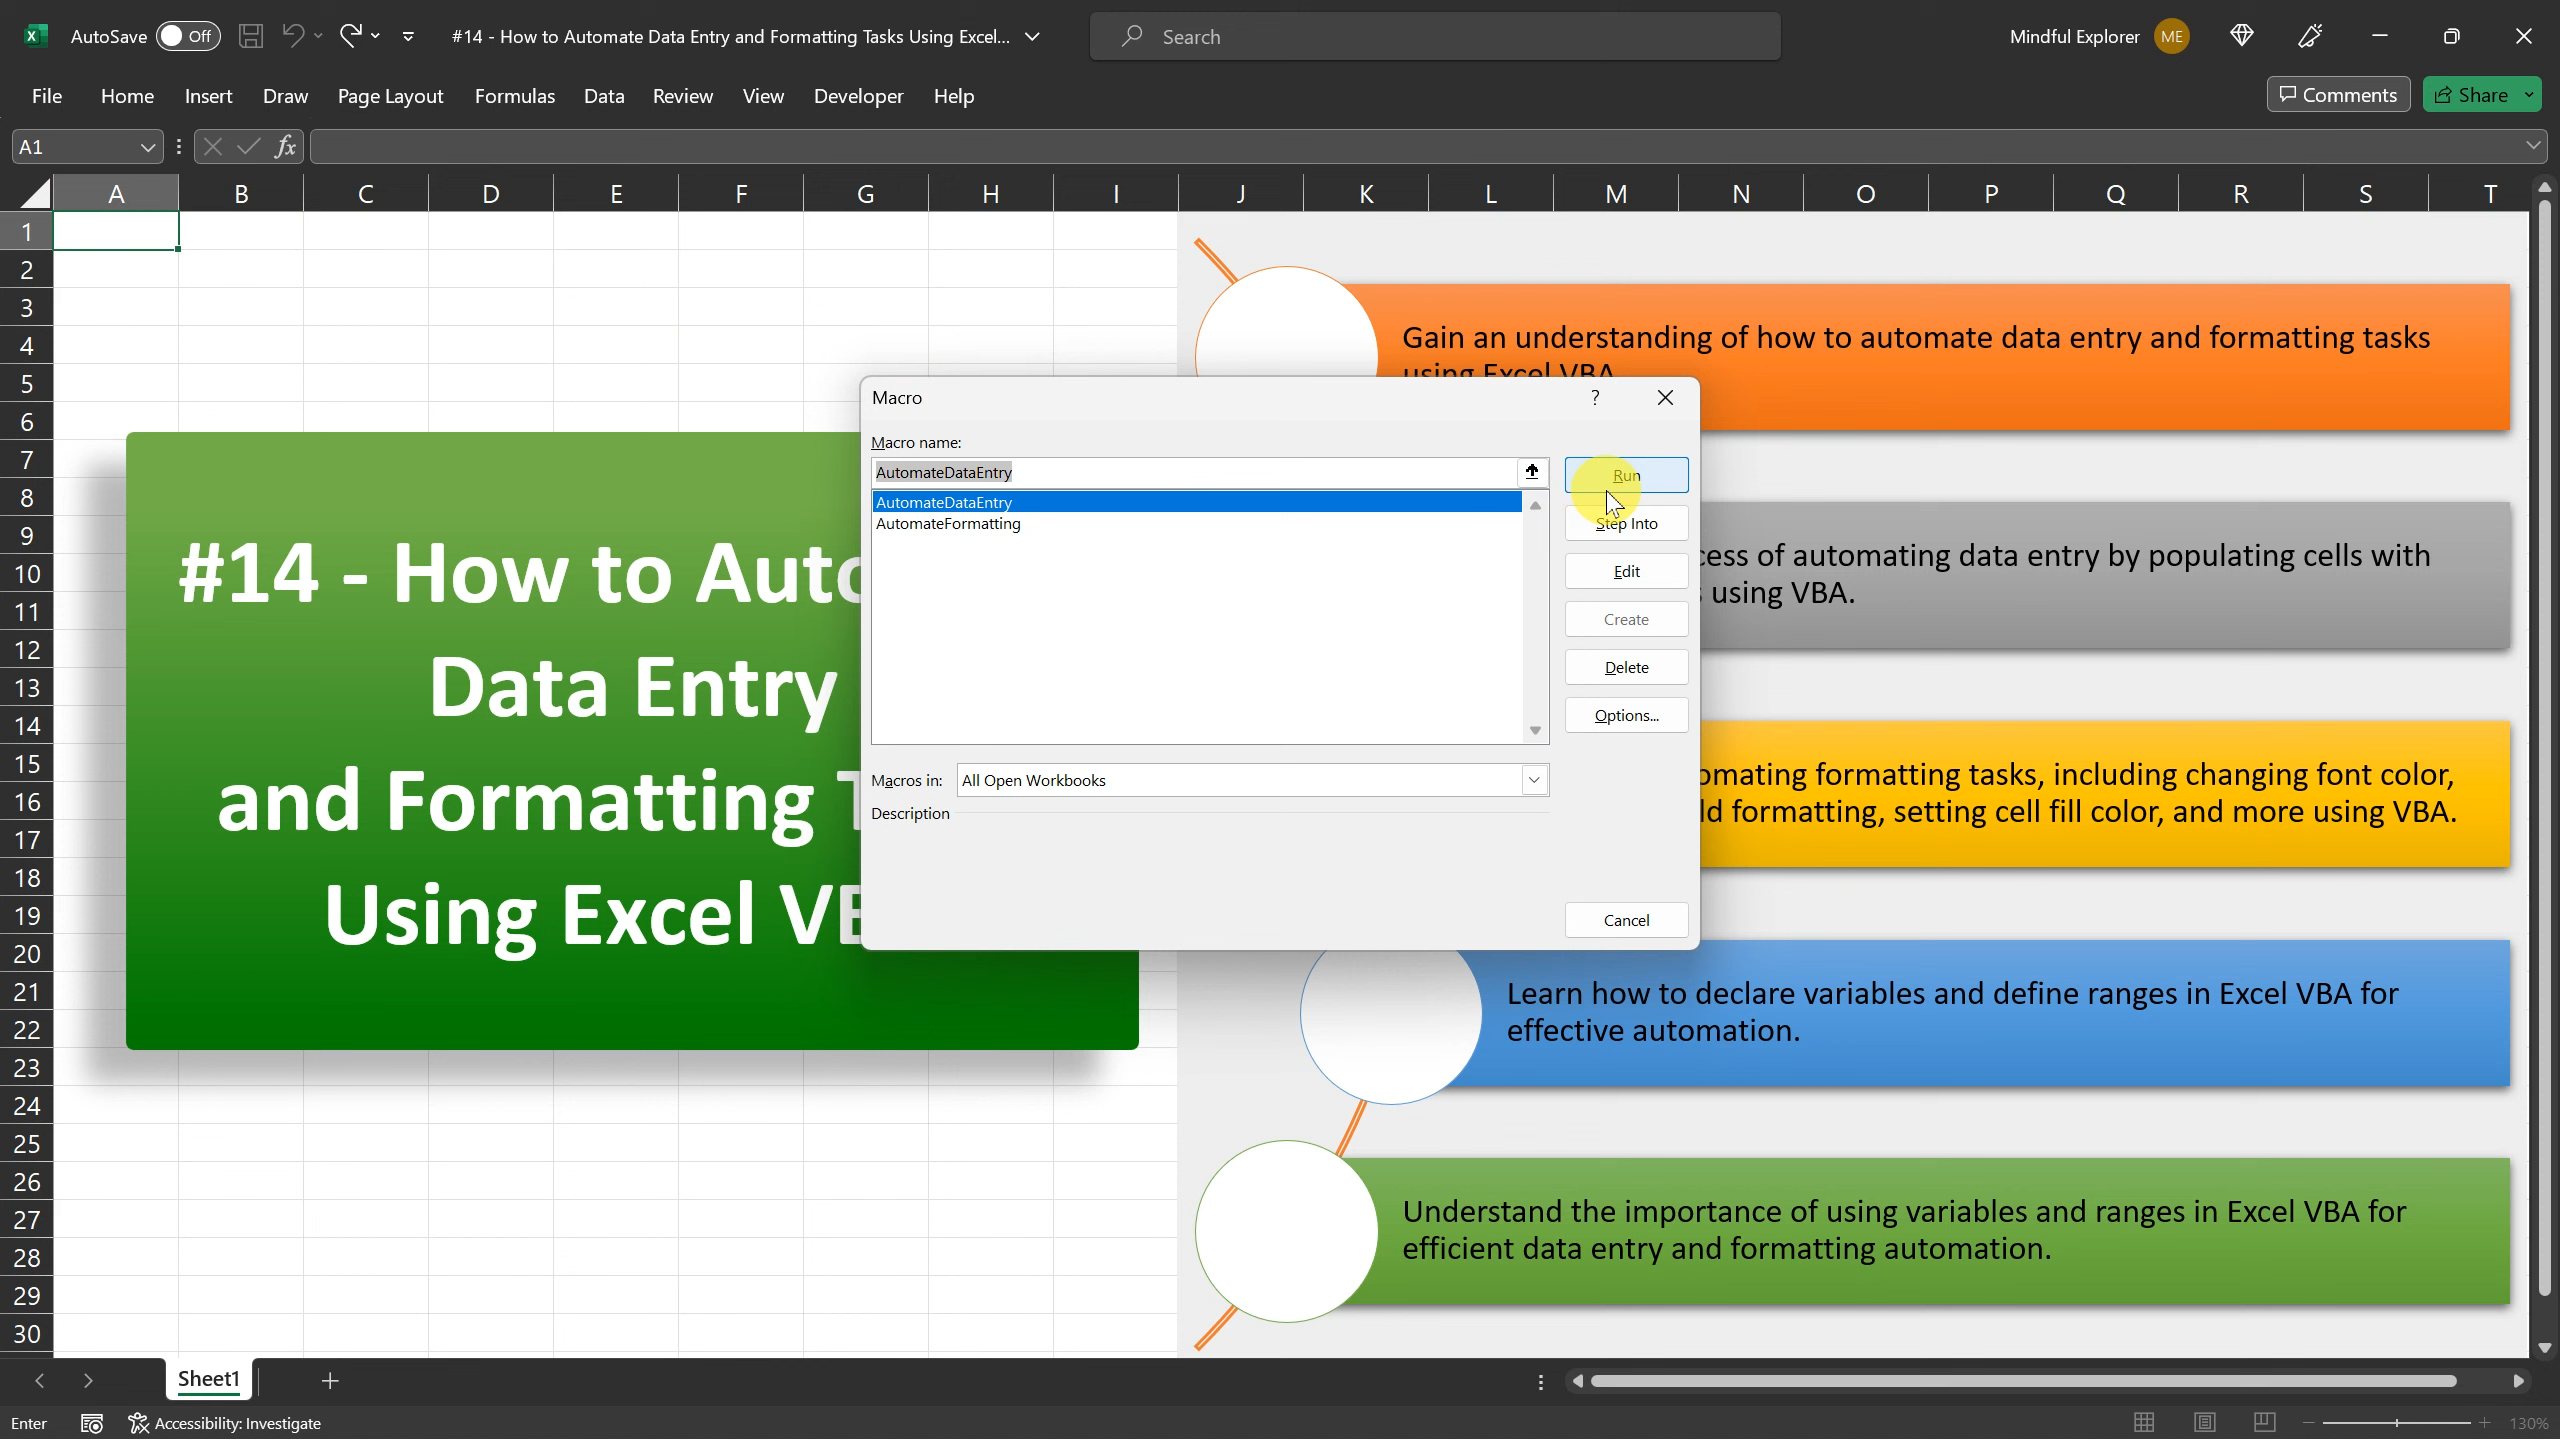 AutoSave Off #14 - How to Automate Data Entry and Formatting Tasks Using Excel... Search Mindful Explorer ME
File Home Insert Draw Page Layout Formulas Data Review View Developer Help Comments Share
A1 fx
A B C D E F G H I J K L M N O P Q R S T
1
2
3
4
5
6
7
8
9
10
11
12
13
14
15
16
17
18
19
20
21
22
23
24
25
26
27
28
29
30
#14 - How to Auto
Data Entry
and Formatting T
Using Excel VB
Macro ?
Macro name:
AutomateDataEntry
AutomateDataEntry
AutomateFormatting
Run
Step Into
Edit
Create
Delete
Options...
Macros in: All Open Workbooks
Description
Cancel
Gain an understanding of how to automate data entry and formatting tasks
using Excel VBA
cess of automating data entry by populating cells with
s using VBA.
omating formatting tasks, including changing font color,
ld formatting, setting cell fill color, and more using VBA.
Learn how to declare variables and define ranges in Excel VBA for
effective automation.
Understand the importance of using variables and ranges in Excel VBA for
efficient data entry and formatting automation.
Sheet1
Enter Accessibility: Investigate 130%